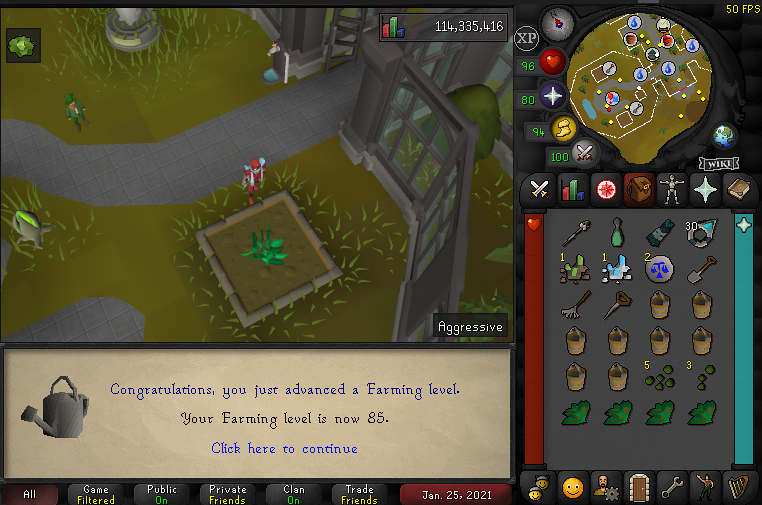 50 FPS
114,335,416
XP
96
80
94
100
WIKI
Aggressive
30
1
1
2
5
3
Congratulations, you just advanced a Farming level.
Your Farming level is now 85.
Click here to continue
All
Game
Filtered
Public
On
Private
Friends
Clan
On
Trade
Friends
Jan. 25, 2021